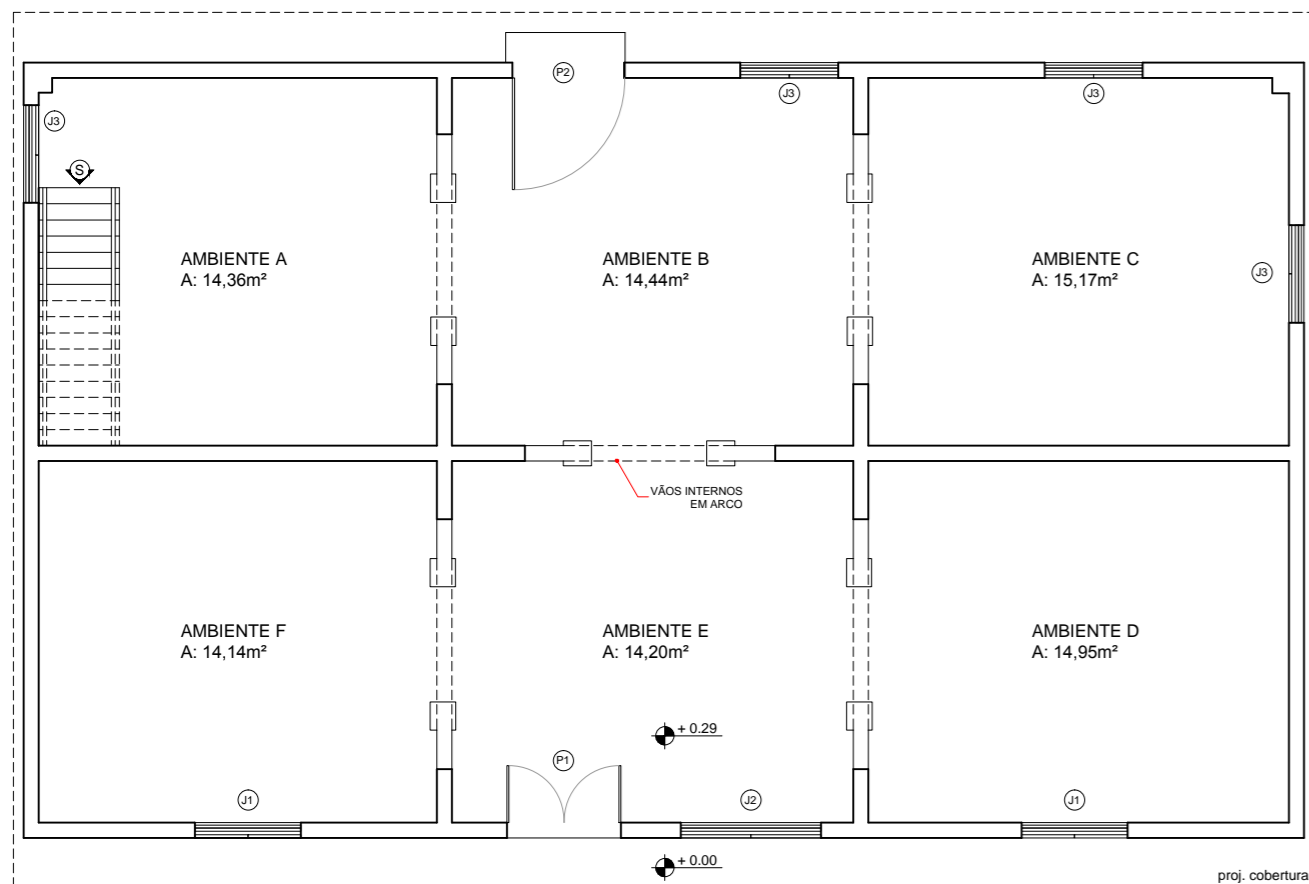 P2
J3
J3
J3
S
AMBIENTE A
A: 14,36m²
AMBIENTE B
A: 14,44m²
AMBIENTE C
A: 15,17m²
J3
VÃOS INTERNOS
EM ARCO
AMBIENTE F
A: 14,14m²
AMBIENTE E
A: 14,20m²
AMBIENTE D
A: 14,95m²
+ 0.29
P1
J1
J2
J1
+ 0.00
proj. cobertura